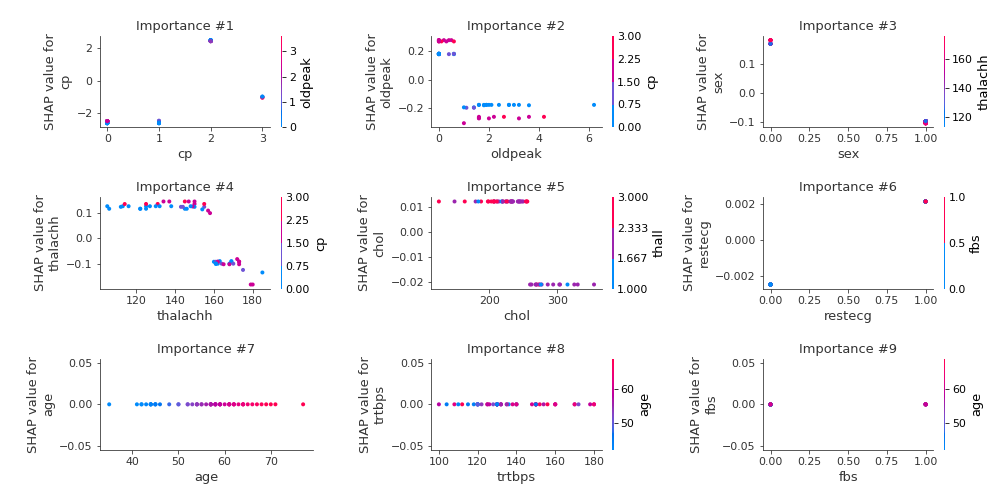 Importance #1
SHAP value for
cp
2
0
−2
0
1
2
3
cp
3
2
1
0
oldpeak
Importance #2
SHAP value for
oldpeak
0.2
0.0
−0.2
0
2
4
6
oldpeak
3.00
2.25
1.50
0.75
0.00
cp
Importance #3
SHAP value for
sex
0.1
0.0
−0.1
0.00
0.25
0.50
0.75
1.00
sex
160
140
120
thalachh
Importance #4
SHAP value for
thalachh
0.1
0.0
−0.1
120
140
160
180
thalachh
3.00
2.25
1.50
0.75
0.00
cp
Importance #5
SHAP value for
chol
0.01
0.00
−0.01
−0.02
200
300
chol
3.000
2.333
1.667
1.000
thall
Importance #6
SHAP value for
restecg
0.002
0.000
−0.002
0.00
0.25
0.50
0.75
1.00
restecg
1.0
0.5
0.0
fbs
Importance #7
SHAP value for
age
0.05
0.00
−0.05
40
50
60
70
age
Importance #8
SHAP value for
trtbps
0.05
0.00
−0.05
100
120
140
160
180
trtbps
60
50
age
Importance #9
SHAP value for
fbs
0.05
0.00
−0.05
0.00
0.25
0.50
0.75
1.00
fbs
60
50
age